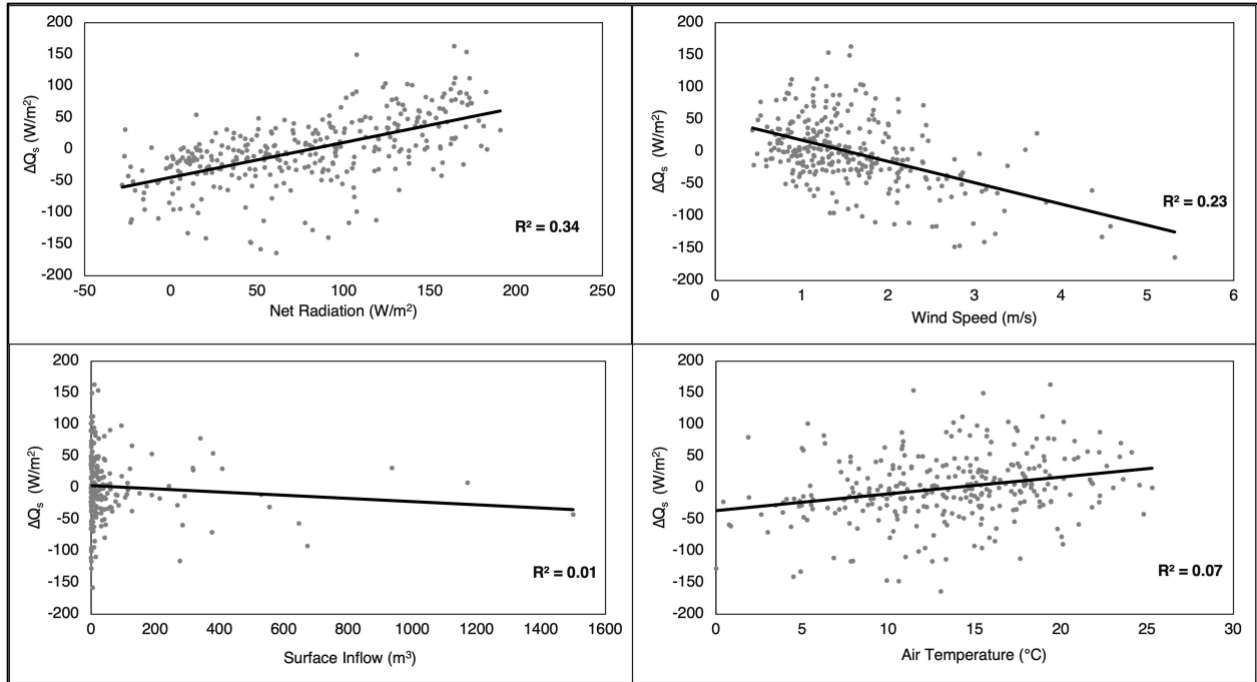 200
150
100
50
0
-50
-100
-150
-200
ΔQs (W/m²)
-50 0 50 100 150 200 250
Net Radiation (W/m²)
R² = 0.34
200
150
100
50
0
-50
-100
-150
-200
ΔQs (W/m²)
0 1 2 3 4 5 6
Wind Speed (m/s)
R² = 0.23
200
150
100
50
0
-50
-100
-150
-200
ΔQs (W/m²)
0 200 400 600 800 1000 1200 1400 1600
Surface Inflow (m³)
R² = 0.01
200
150
100
50
0
-50
-100
-150
-200
ΔQs (W/m²)
0 5 10 15 20 25 30
Air Temperature (°C)
R² = 0.07